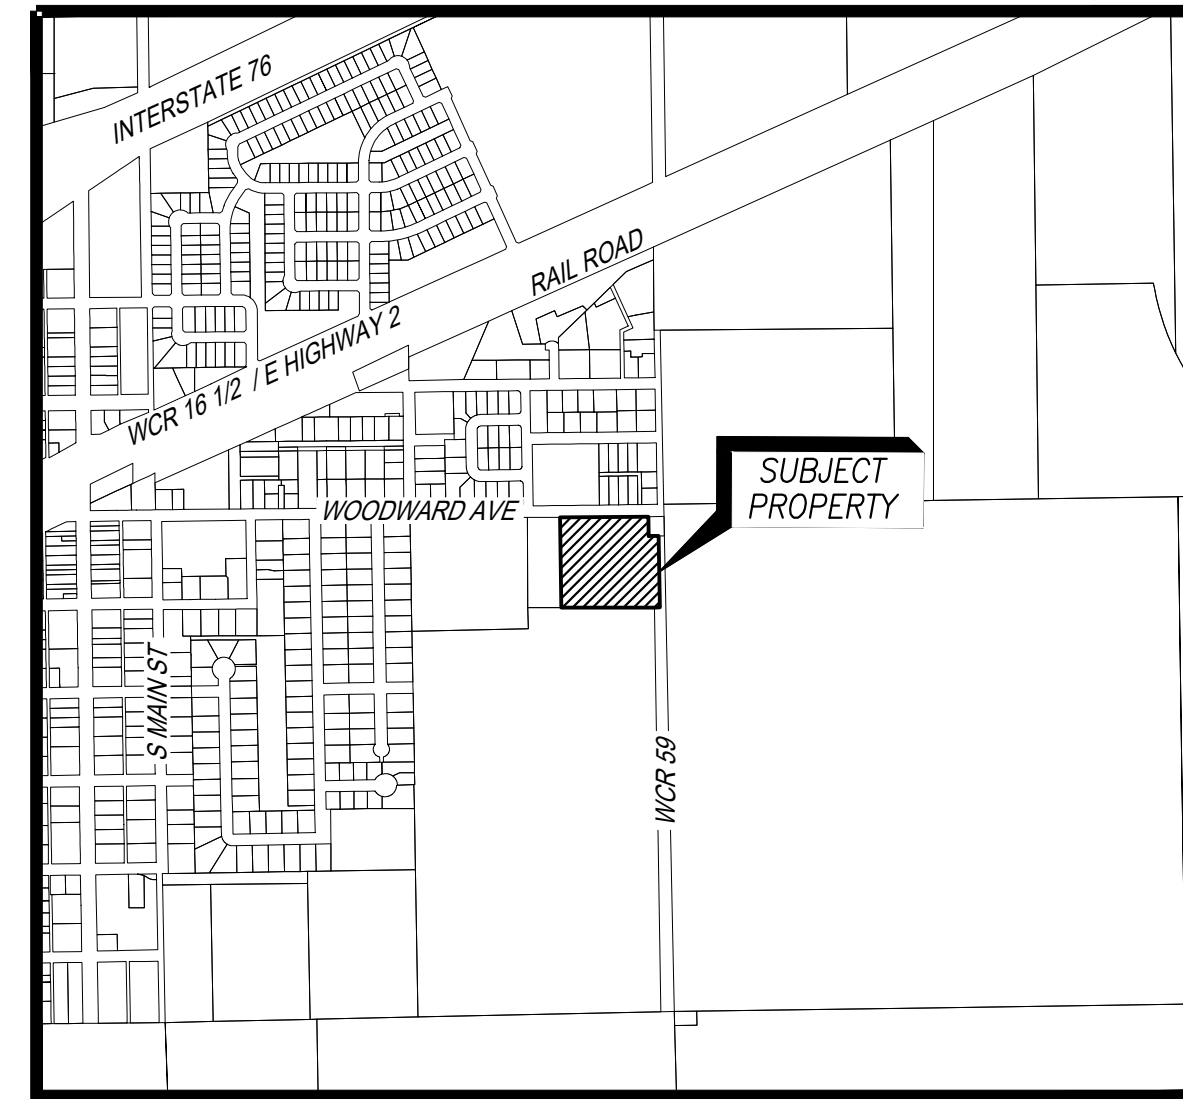 INTERSTATE 76
RAIL ROAD
WCR 16 1/2 / E HIGHWAY 2
SUBJECT
PROPERTY
WOODWARD AVE
S MAIN ST
WCR 59